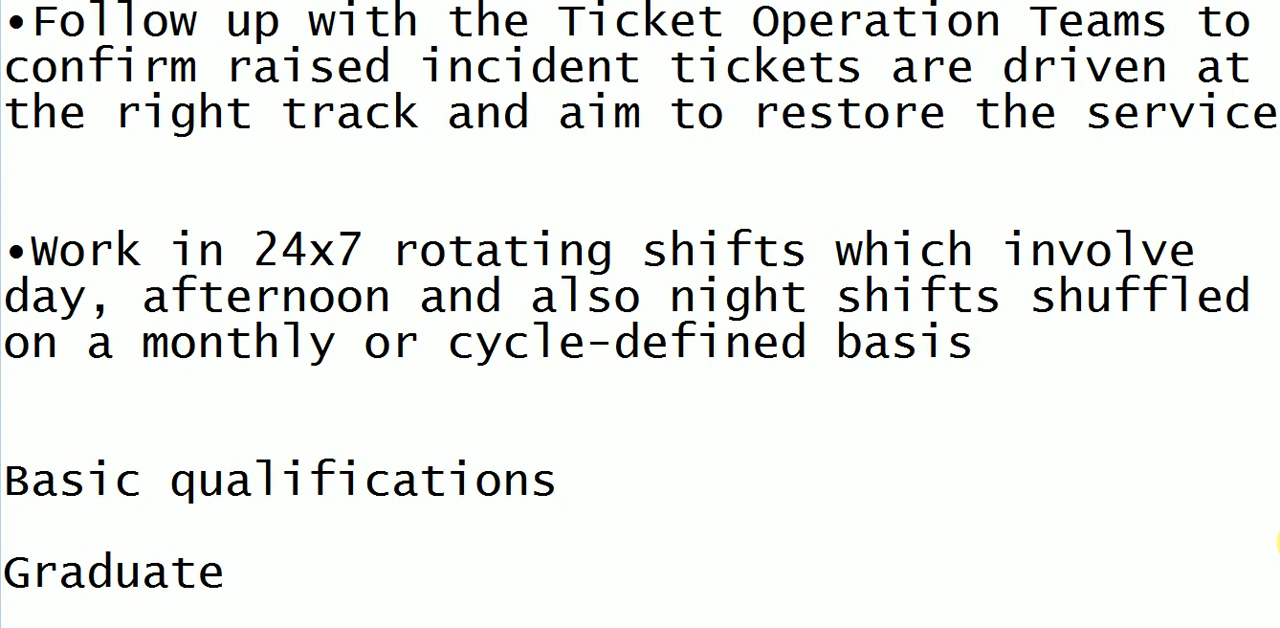 •Follow up with the Ticket Operation Teams to
confirm raised incident tickets are driven at
the right track and aim to restore the service
•Work in 24x7 rotating shifts which involve
day, afternoon and also night shifts shuffled
on a monthly or cycle-defined basis
Basic qualifications
Graduate